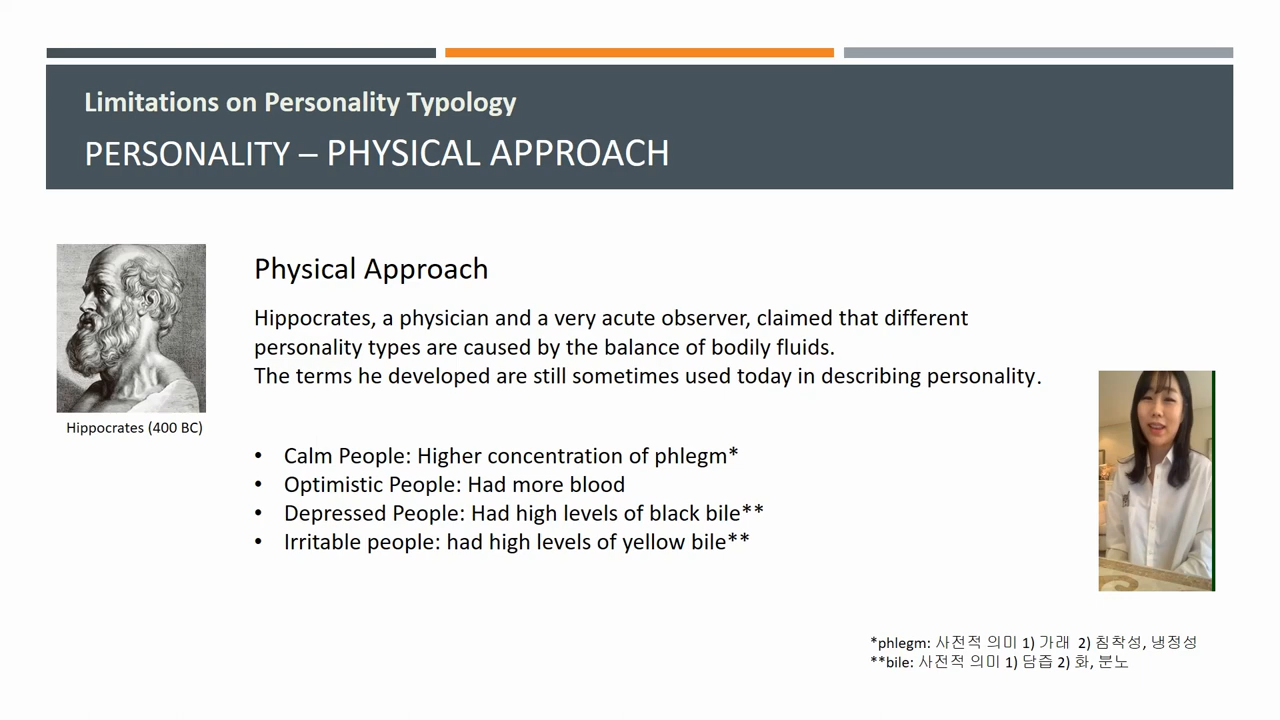 Limitations on Personality Typology
PERSONALITY – PHYSICAL APPROACH
Physical Approach
Hippocrates, a physician and a very acute observer, claimed that different
personality types are caused by the balance of bodily fluids.
The terms he developed are still sometimes used today in describing personality.
Hippocrates (400 BC)
• Calm People: Higher concentration of phlegm*
• Optimistic People: Had more blood
• Depressed People: Had high levels of black bile**
• Irritable people: had high levels of yellow bile**
*phlegm: 사전적 의미 1) 가래 2) 침착성, 냉정성
**bile: 사전적 의미 1) 담즙 2) 화, 분노